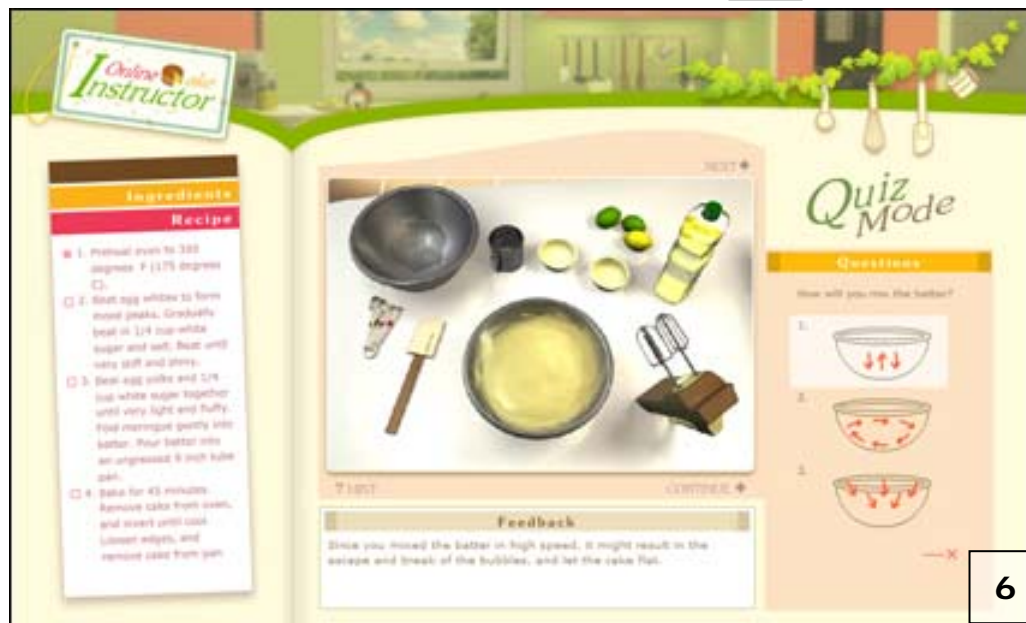 Online Cake
Instructor
Ingredients
Recipe
1. Preheat oven to 350
degrees F (175 degrees
C).
2. Beat egg whites to form
moist peaks. Gradually
beat in 1/4 cup white
sugar and salt. Beat until
very stiff and shiny.
3. Beat egg yolks and 1/4
cup white sugar together
until very light and fluffy.
Fold meringue gently into
batter. Pour batter into
an ungreased 9 inch tube
pan.
4. Bake for 45 minutes.
Remove cake from oven,
and invert until cool.
Loosen edges, and
remove cake from pan
NEXT
? HINT
CONTINUE
Feedback
Since you mixed the batter in high speed, it might result in the
escape and break of the bubbles, and let the cake flat.
Quiz
Mode
Questions
How will you mix the batter?
1.
2.
3.
6